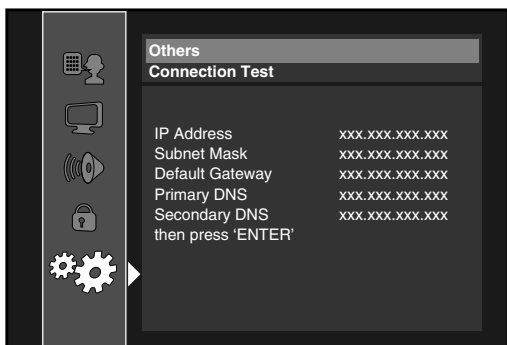 Others
Connection Test
IP Address xxx.xxx.xxx.xxx
Subnet Mask xxx.xxx.xxx.xxx
Default Gateway xxx.xxx.xxx.xxx
Primary DNS xxx.xxx.xxx.xxx
Secondary DNS xxx.xxx.xxx.xxx
then press ‘ENTER’